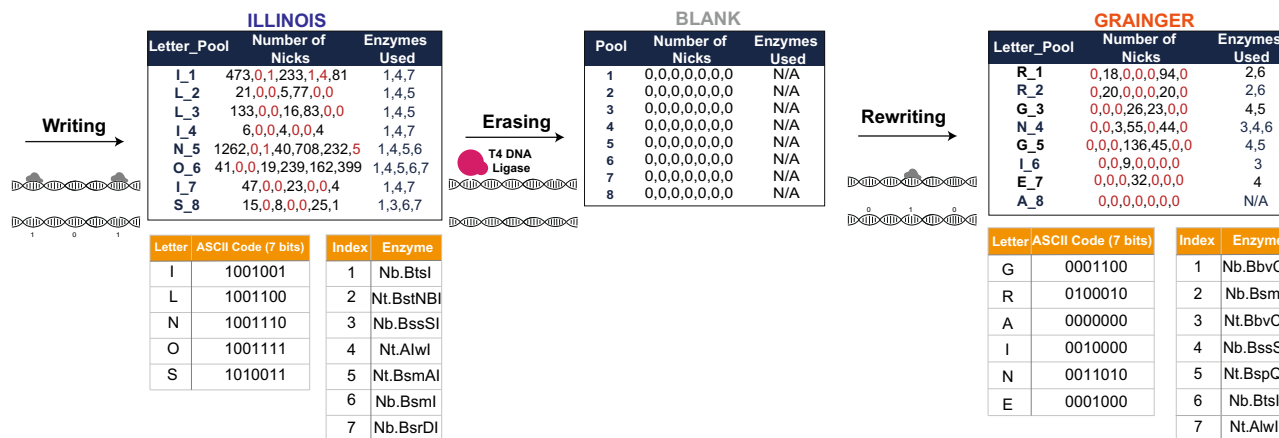 ILLINOIS
Letter_Pool Number of Nicks Enzymes Used
I_1 473,0,1,233,1,4,81 1,4,7
L_2 21,0,0,5,77,0,0 1,4,5
L_3 133,0,0,16,83,0,0 1,4,5
I_4 6,0,0,4,0,0,4 1,4,7
N_5 1262,0,1,40,708,232,5 1,4,5,6
O_6 41,0,0,19,239,162,399 1,4,5,6,7
I_7 47,0,0,23,0,0,4 1,4,7
S_8 15,0,8,0,0,25,1 1,3,6,7
Writing
1 0 1
Letter ASCII Code (7 bits)
I 1001001
L 1001100
N 1001110
O 1001111
S 1010011
Index Enzyme
1 Nb.BtsI
2 Nt.BstNBI
3 Nb.BssSI
4 Nt.AlwI
5 Nt.BsmAI
6 Nb.BsmI
7 Nb.BsrDI
Erasing
T4 DNA
Ligase
BLANK
Pool Number of Nicks Enzymes Used
1 0,0,0,0,0,0,0 N/A
2 0,0,0,0,0,0,0 N/A
3 0,0,0,0,0,0,0 N/A
4 0,0,0,0,0,0,0 N/A
5 0,0,0,0,0,0,0 N/A
6 0,0,0,0,0,0,0 N/A
7 0,0,0,0,0,0,0 N/A
8 0,0,0,0,0,0,0 N/A
Rewriting
0 1 0
GRAINGER
Letter_Pool Number of Nicks Enzymes Used
R_1 0,18,0,0,0,94,0 2,6
R_2 0,20,0,0,0,20,0 2,6
G_3 0,0,0,26,23,0,0 4,5
N_4 0,0,3,55,0,44,0 3,4,6
G_5 0,0,0,136,45,0,0 4,5
I_6 0,0,9,0,0,0,0 3
E_7 0,0,0,32,0,0,0 4
A_8 0,0,0,0,0,0,0 N/A
Letter ASCII Code (7 bits)
G 0001100
R 0100010
A 0000000
I 0010000
N 0011010
E 0001000
Index
1
2
3
4
5
6 Nb.BtsI
7 Nt.AlwI